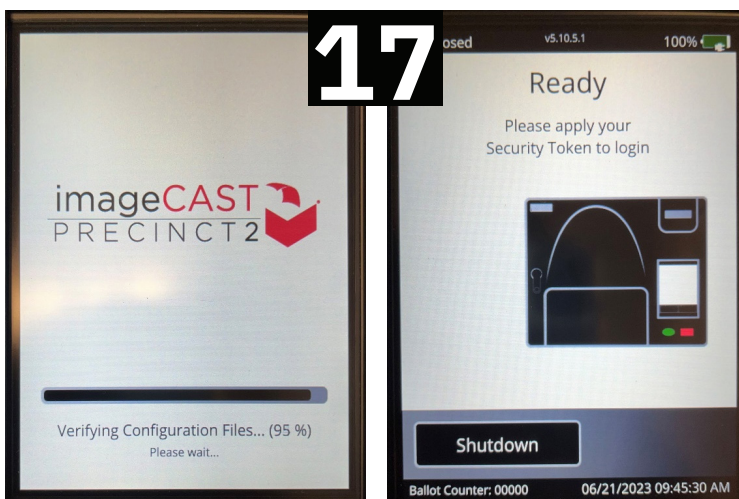 17
imageCAST
PRECINCT2
Verifying Configuration Files... (95 %)
Please wait...
osed
v5.10.5.1
100%
Ready
Please apply your
Security Token to login
Shutdown
Ballot Counter: 00000
06/21/2023 09:45:30 AM